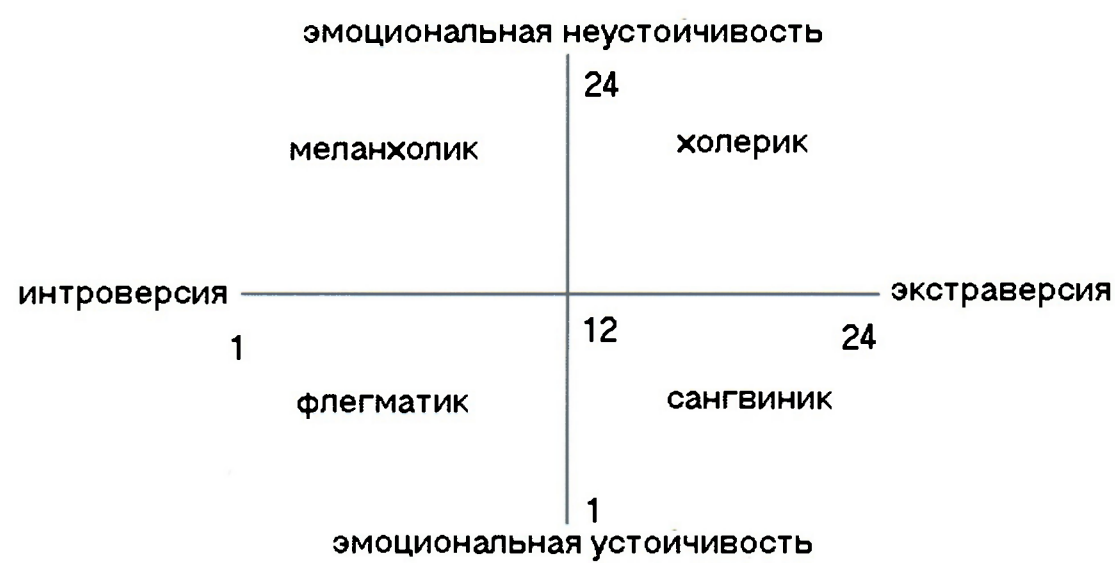 эмоциональная неустойчивость
24
меланхолик
холерик
интроверсия
экстраверсия
1
12
24
флегматик
сангвиник
1
эмоциональная устойчивость